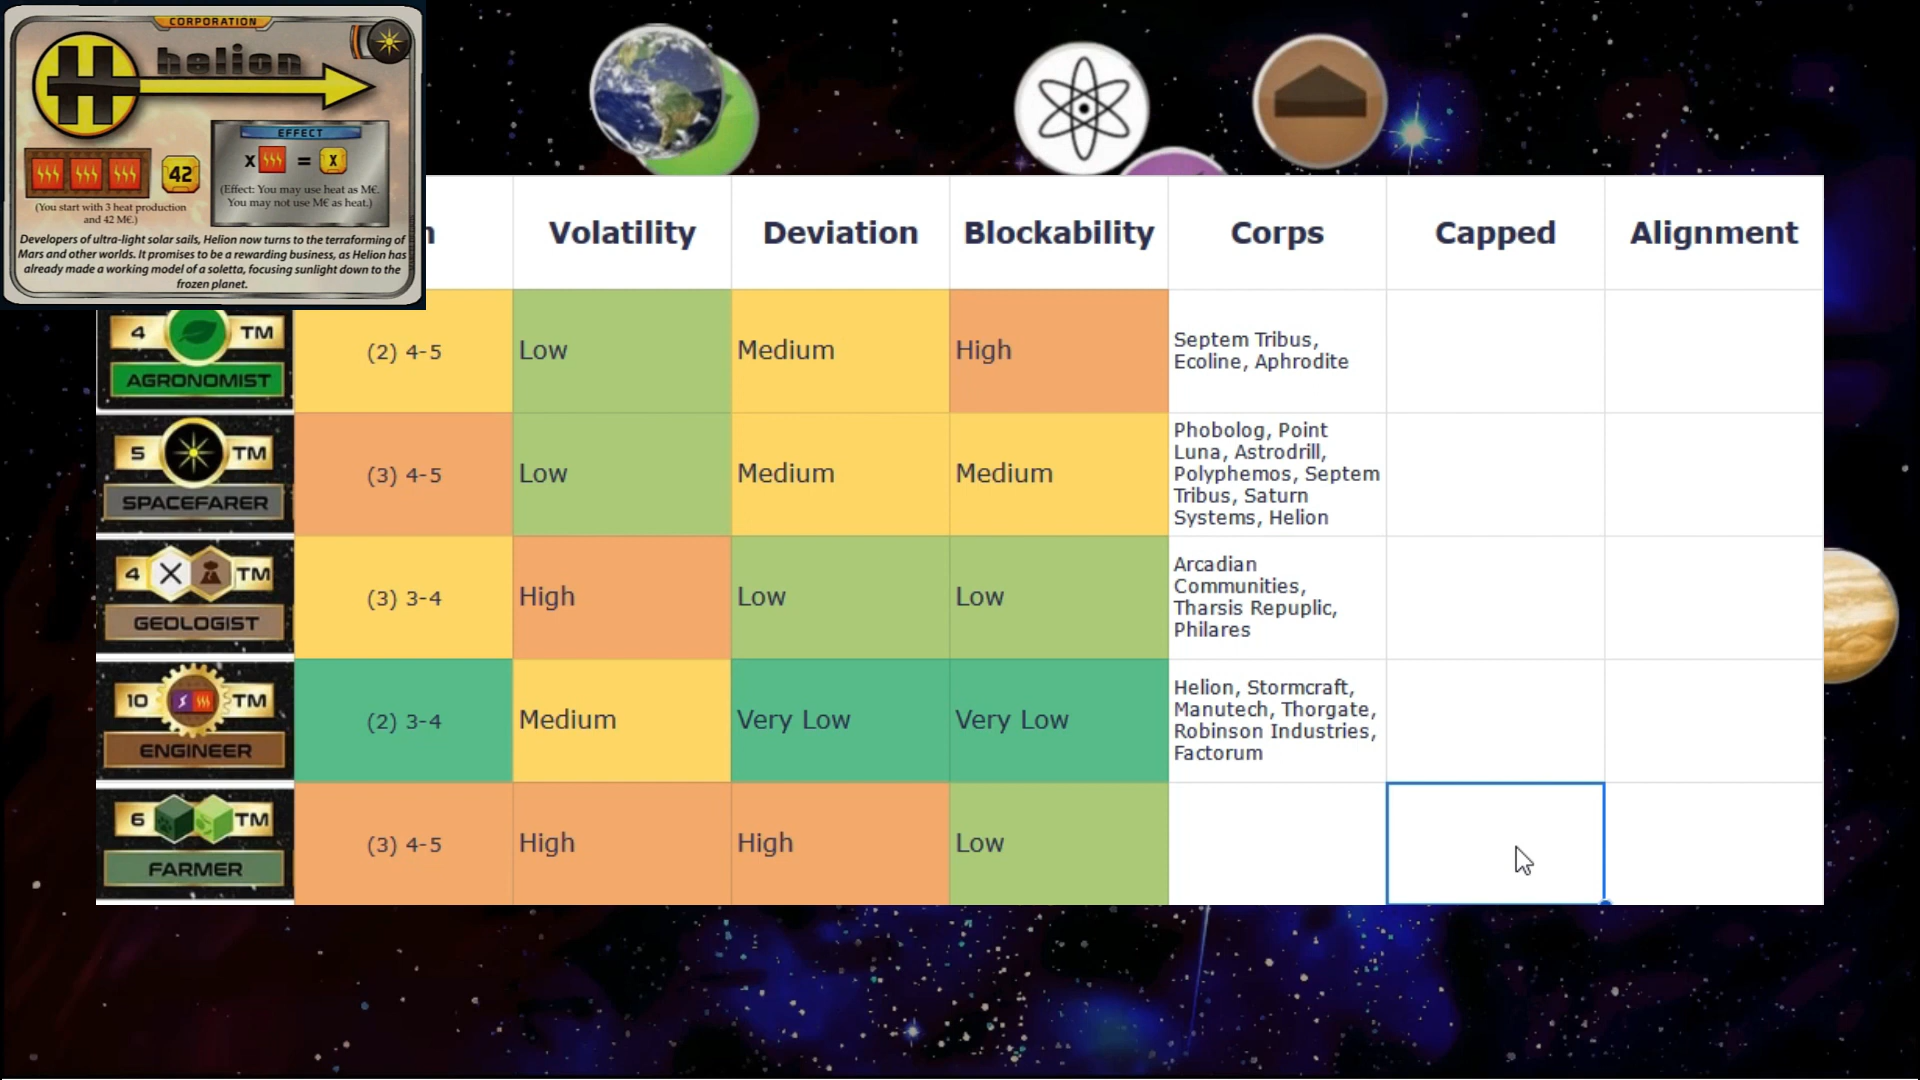 CORPORATION
helion
H
EFFECT
x = X
42
(Effect: You may use heat as M€.
You may not use M€ as heat.)
(You start with 3 heat production
and 42 M€.)
Developers of ultra-light solar sails, Helion now turns to the terraforming of
Mars and other worlds. It promises to be a rewarding business, as Helion has
already made a working model of a soletta, focusing sunlight down to the
frozen planet.
Volatility Deviation Blockability Corps Capped Alignment
4 TM
AGRONOMIST
(2) 4-5
Low
Medium
High
Septem Tribus,
Ecoline, Aphrodite
5 TM
SPACEFARER
(3) 4-5
Low
Medium
Medium
Phobolog, Point
Luna, Astrodrill,
Polyphemos, Septem
Tribus, Saturn
Systems, Helion
4 X TM
GEOLOGIST
(3) 3-4
High
Low
Low
Arcadian
Communities,
Tharsis Repuplic,
Philares
10 TM
ENGINEER
(2) 3-4
Medium
Very Low
Very Low
Helion, Stormcraft,
Manutech, Thorgate,
Robinson Industries,
Factorum
6 TM
FARMER
(3) 4-5
High
High
Low